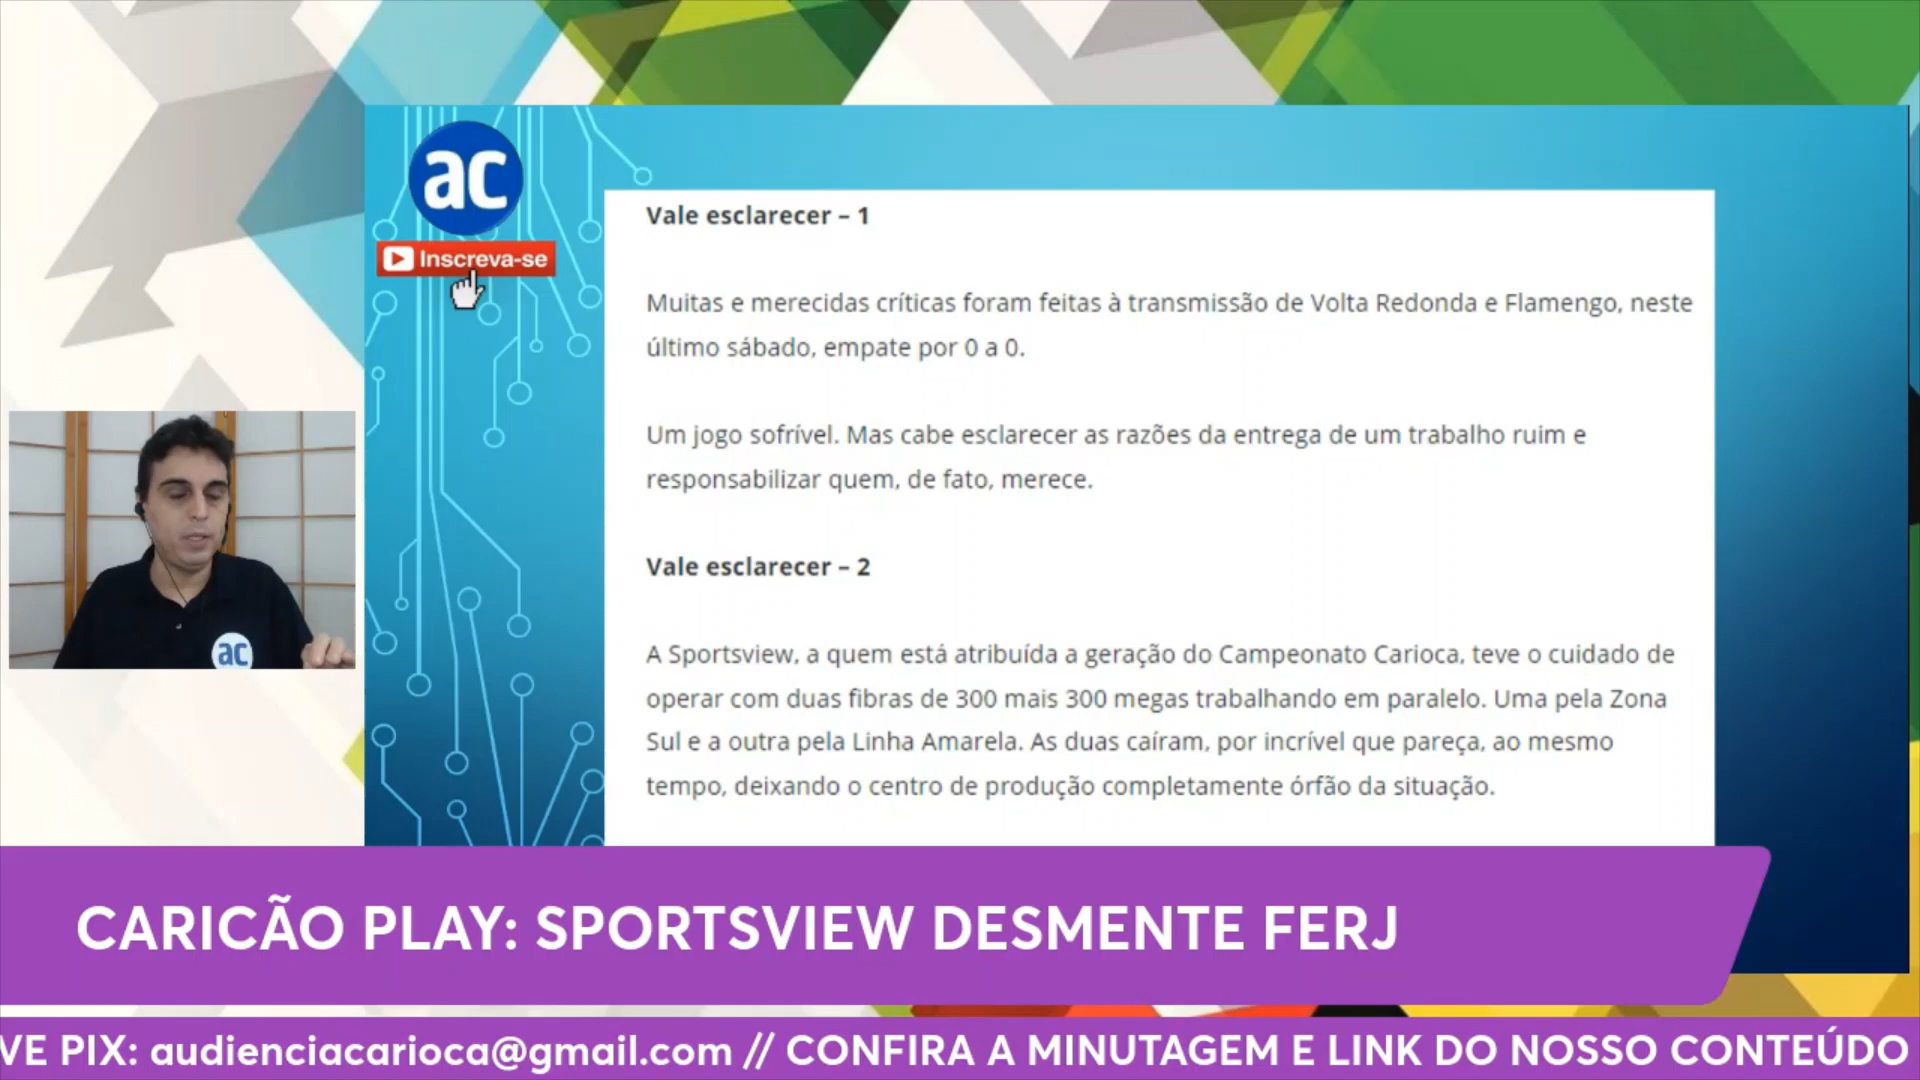 ac
Inscreva-se
Vale esclarecer – 1
Muitas e merecidas críticas foram feitas à transmissão de Volta Redonda e Flamengo, neste
último sábado, empate por 0 a 0.
Um jogo sofrível. Mas cabe esclarecer as razões da entrega de um trabalho ruim e
responsabilizar quem, de fato, merece.
Vale esclarecer – 2
A Sportsview, a quem está atribuída a geração do Campeonato Carioca, teve o cuidado de
operar com duas fibras de 300 mais 300 megas trabalhando em paralelo. Uma pela Zona
Sul e a outra pela Linha Amarela. As duas caíram, por incrível que pareça, ao mesmo
tempo, deixando o centro de produção completamente órfão da situação.
ac
CARICÃO PLAY: SPORTSVIEW DESMENTE FERJ
VE PIX: audienciacarioca@gmail.com // CONFIRA A MINUTAGEM E LINK DO NOSSO CONTEÚDO